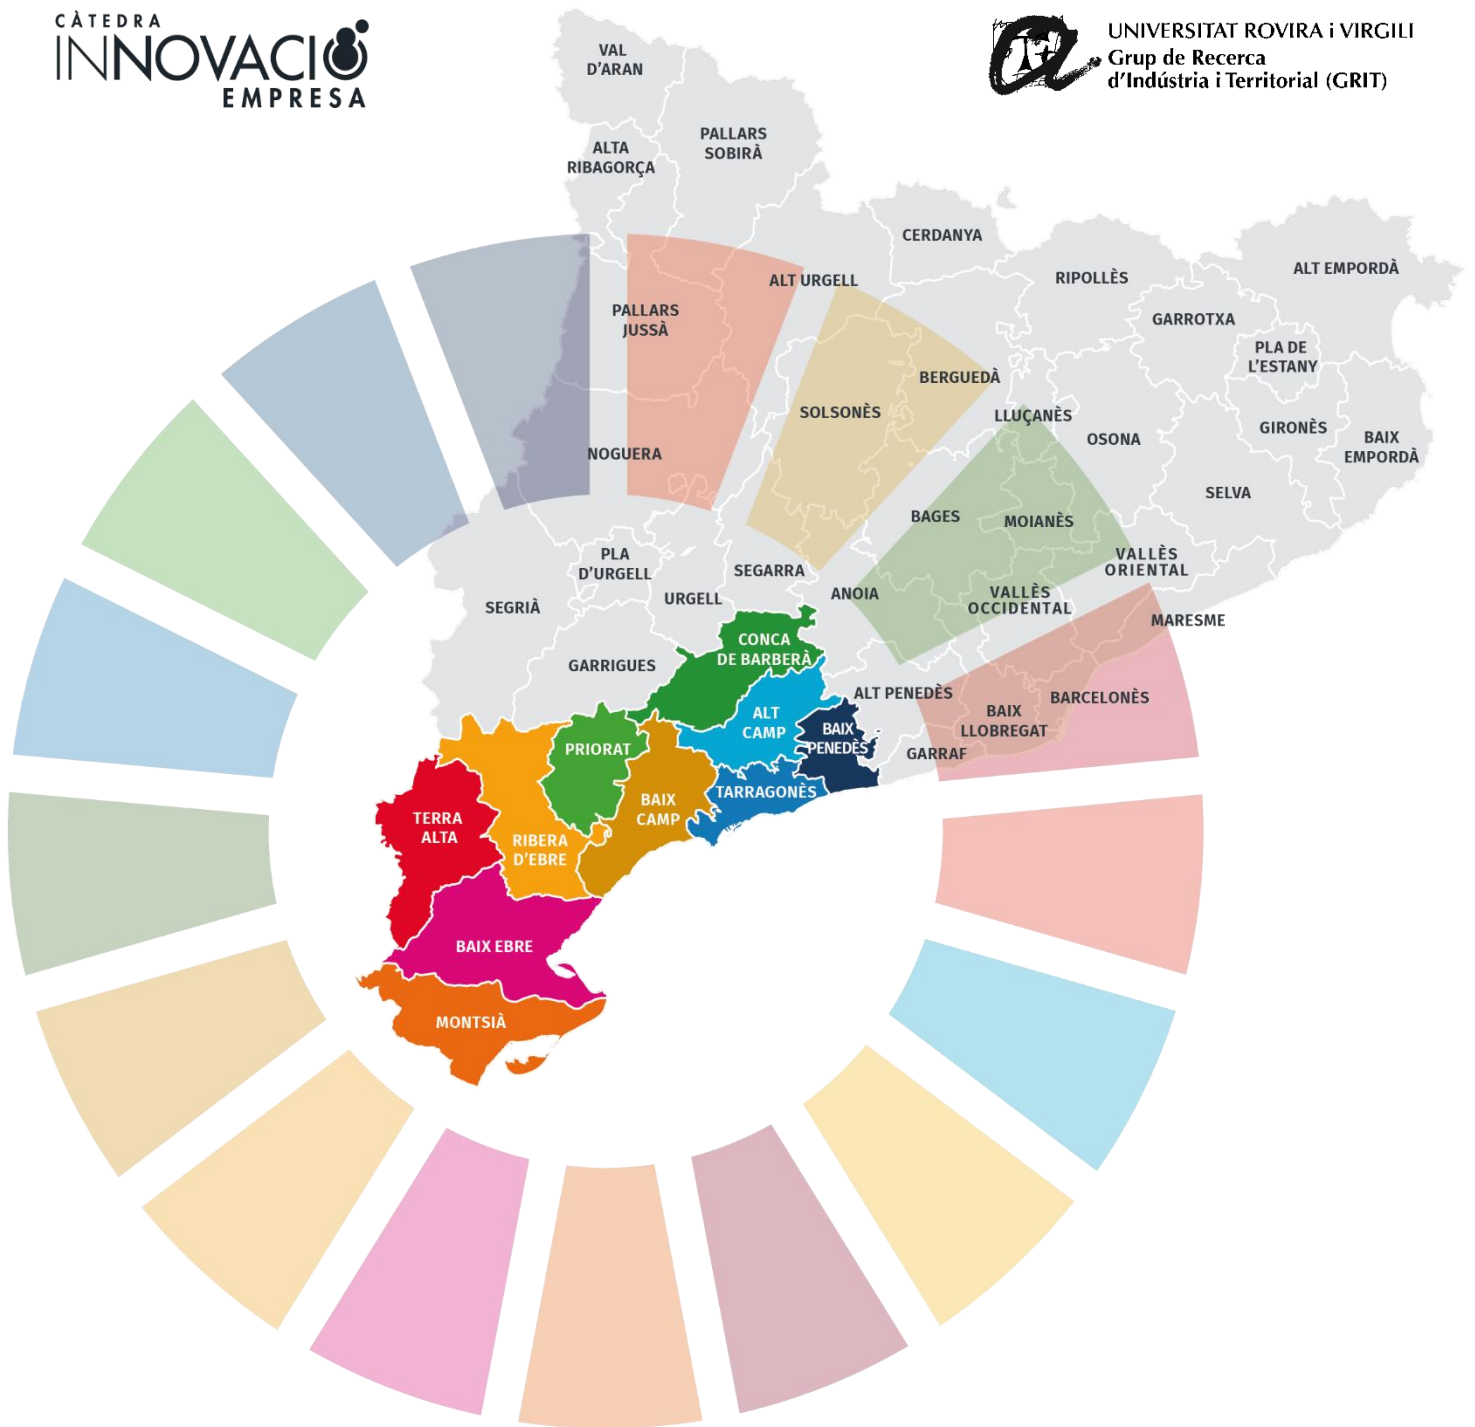 CÀTEDRA
INNOVACIÓ
EMPRESA
UNIVERSITAT ROVIRA i VIRGILI
Grup de Recerca
d'Indústria i Territorial (GRIT)
VAL
D'ARAN
ALTA
RIBAGORÇA
PALLARS
SOBIRÀ
CERDANYA
RIPOLLÈS
ALT EMPORDÀ
ALT URGELL
PALLARS
JUSSÀ
GARROTXA
PLA DE
L'ESTANY
BERGUEDÀ
SOLSONÈS
LLUÇANÈS
OSONA
GIRONÈS
BAIX
EMPORDÀ
NOGUERA
SELVA
BAGES
MOIANÈS
PLA
D'URGELL
SEGARRA
VALLÈS
ORIENTAL
SEGRIÀ
URGELL
ANOIA
VALLÈS
OCCIDENTAL
MARESME
CONCA
DE BARBERÀ
GARRIGUES
ALT PENEDÈS
BARCELONÈS
BAIX
LLOBREGAT
ALT
CAMP
BAIX
PENEDÈS
GARRAF
PRIORAT
TARRAGONÈS
BAIX
CAMP
TERRA
ALTA
RIBERA
D'EBRE
BAIX EBRE
MONTSIÀ